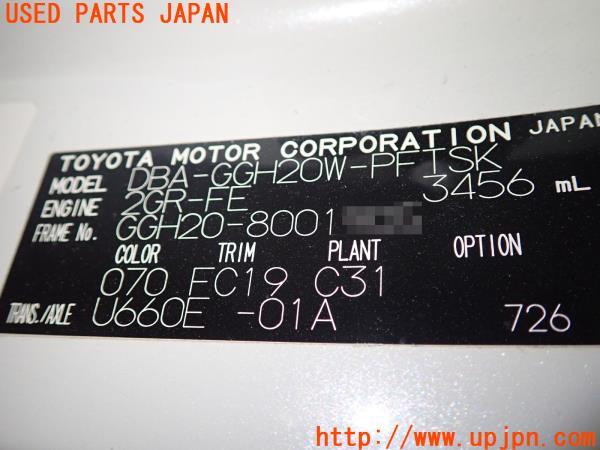 USED PARTS JAPAN
TOYOTA MOTOR CORPORATION JAPAN
MODEL DBA-GGH20W-PFTSK
ENGINE 2GR-FE 3456 mL
FRAME No. GGH20-8001
COLOR TRIM PLANT OPTION
070 FC19 C31
TRANS./AXLE U660E -01A 726
http://www.upjpn.com/